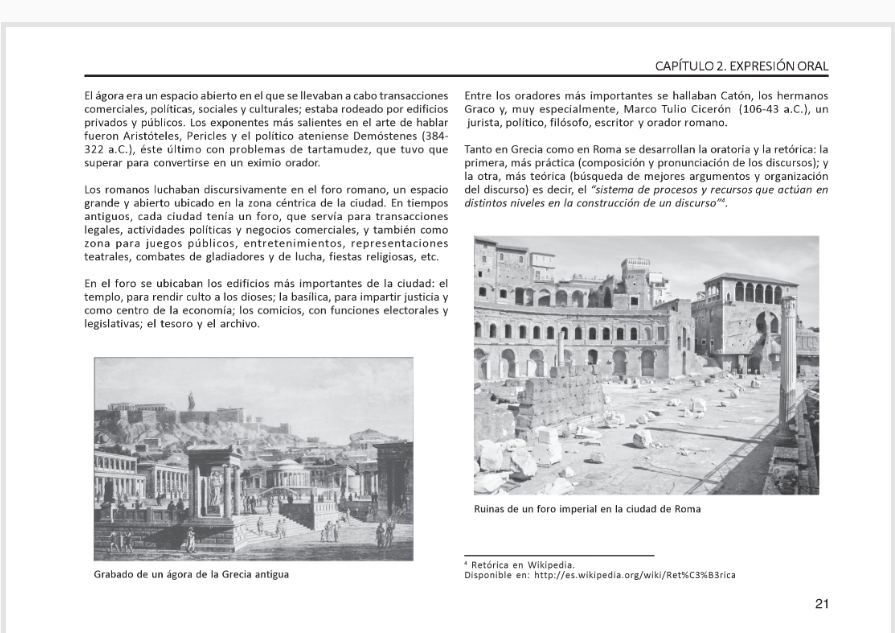 CAPÍTULO 2. EXPRESIÓN ORAL
El ágora era un espacio abierto en el que se llevaban a cabo transacciones
comerciales, políticas, sociales y culturales; estaba rodeado por edificios
privados y públicos. Los exponentes más salientes en el arte de hablar
fueron Aristóteles, Pericles y el político ateniense Demóstenes (384-
322 a.C.), éste último con problemas de tartamudez, que tuvo que
superar para convertirse en un eximio orador.
Los romanos luchaban discursivamente en el foro romano, un espacio
grande y abierto ubicado en la zona céntrica de la ciudad. En tiempos
antiguos, cada ciudad tenía un foro, que servía para transacciones
legales, actividades políticas y negocios comerciales, y también como
zona para juegos públicos, entretenimientos, representaciones
teatrales, combates de gladiadores y de lucha, fiestas religiosas, etc.
En el foro se ubicaban los edificios más importantes de la ciudad: el
templo, para rendir culto a los dioses; la basílica, para impartir justicia y
como centro de la economía; los comicios, con funciones electorales y
legislativas; el tesoro y el archivo.
Grabado de un ágora de la Grecia antigua
Entre los oradores más importantes se hallaban Catón, los hermanos
Graco y, muy especialmente, Marco Tulio Cicerón (106-43 a.C.), un
jurista, político, filósofo, escritor y orador romano.
Tanto en Grecia como en Roma se desarrollan la oratoria y la retórica: la
primera, más práctica (composición y pronunciación de los discursos); y
la otra, más teórica (búsqueda de mejores argumentos y organización
del discurso) es decir, el “sistema de procesos y recursos que actúan en
distintos niveles en la construcción de un discurso”⁴.
Ruinas de un foro imperial en la ciudad de Roma
⁴ Retórica en Wikipedia.
Disponible en: http://es.wikipedia.org/wiki/Ret%C3%B3rica
21